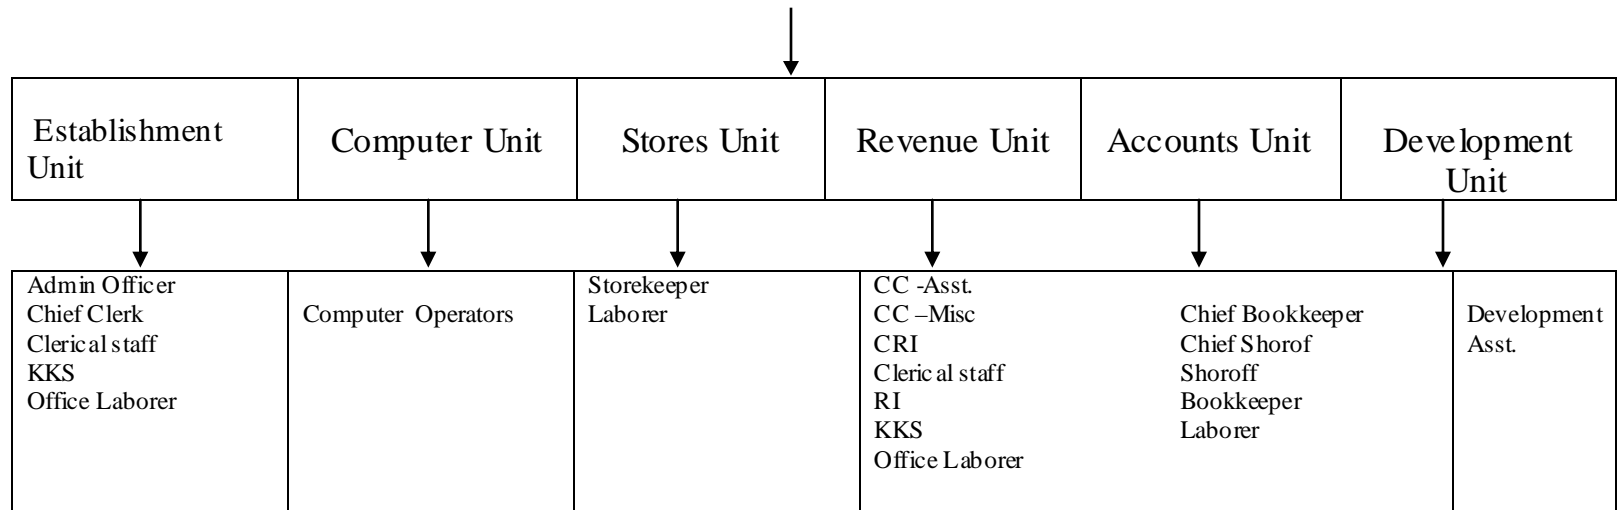 Establishment
Unit
Computer Unit
Stores Unit
Revenue Unit
Accounts Unit
Development
Unit
Admin Officer
Chief Clerk
Clerical staff
KKS
Office Laborer
Computer Operators
Storekeeper
Laborer
CC -Asst.
CC –Misc
CRI
Clerical staff
RI
KKS
Office Laborer
Chief Bookkeeper
Chief Shorof
Shoroff
Bookkeeper
Laborer
Development
Asst.